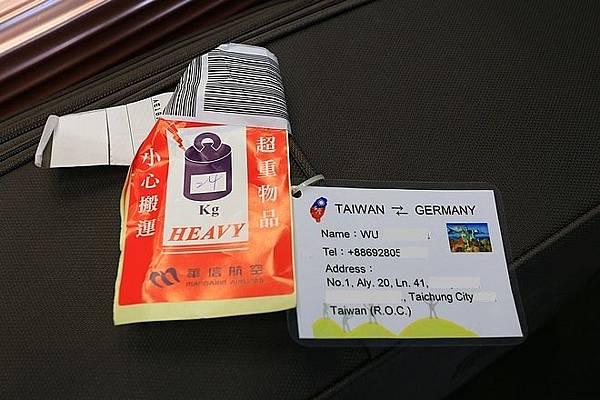 小心搬運
超重物品
24
Kg
HEAVY
華信航空
MANDARIN AIRLINES
TAIWAN ⇄ GERMANY
Name：WU
Tel：+88692805
Address：
No.1, Aly. 20, Ln. 41,
, Taichung City
Taiwan (R.O.C.)